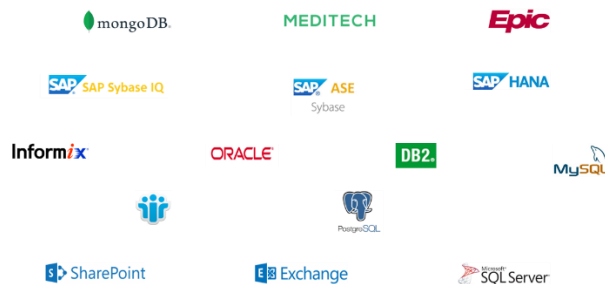 mongoDB.
MEDITECH
Epic
SAP SAP Sybase IQ
SAP ASE
Sybase
SAP HANA
Informix
ORACLE
DB2.
MySQL
PostgreSQL
S SharePoint
E Exchange
Microsoft
SQL Server